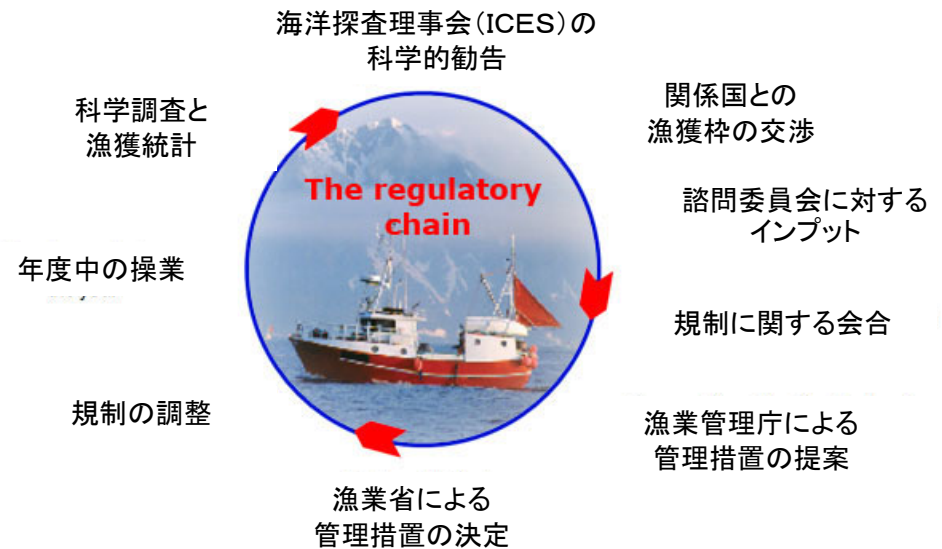 海洋探査理事会(ICES)の
科学的勧告
関係国との
漁獲枠の交渉
諮問委員会に対する
インプット
規制に関する会合
漁業管理庁による
管理措置の提案
漁業省による
管理措置の決定
規制の調整
年度中の操業
科学調査と
漁獲統計
The regulatory
chain